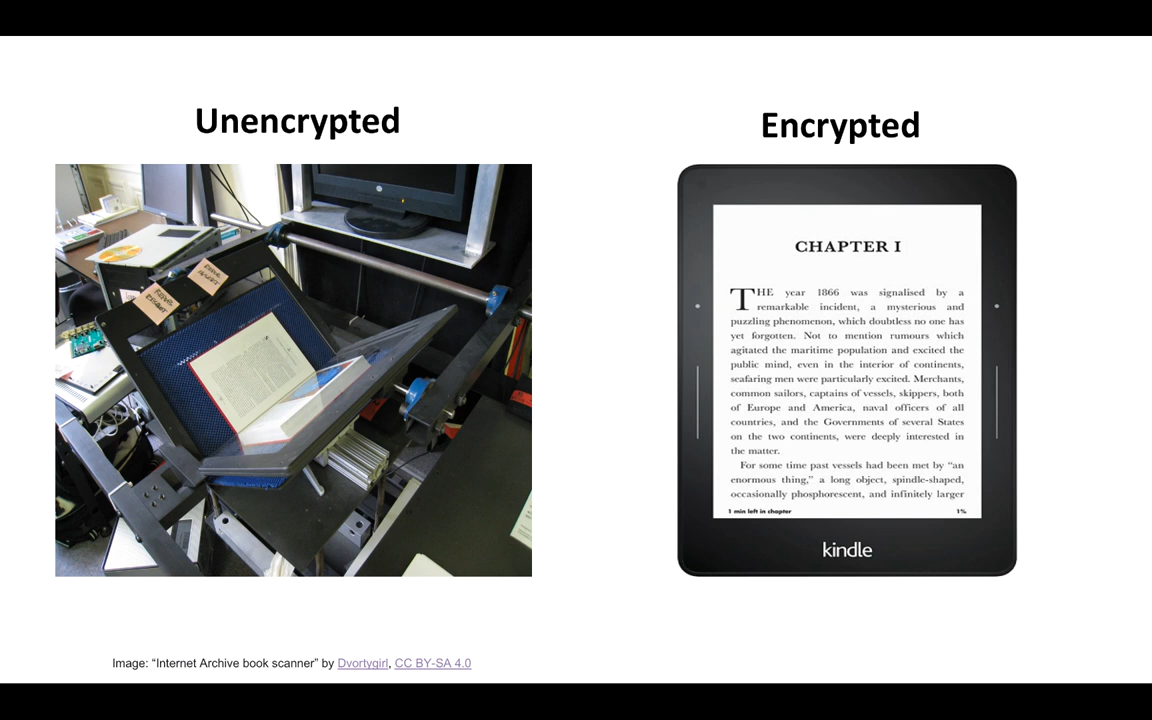 Unencrypted
Encrypted
CHAPTER I
THE year 1866 was signalised by a
remarkable incident, a mysterious and
puzzling phenomenon, which doubtless no one has
yet forgotten. Not to mention rumours which
agitated the maritime population and excited the
public mind, even in the interior of continents,
seafaring men were particularly excited. Merchants,
common sailors, captains of vessels, skippers, both
of Europe and America, naval officers of all
countries, and the Governments of several States
on the two continents, were deeply interested in
the matter.
For some time past vessels had been met by “an
enormous thing,” a long object, spindle-shaped,
occasionally phosphorescent, and infinitely larger
1 min left in chapter 1%
kindle
Image: “Internet Archive book scanner” by Dvortygirl, CC BY-SA 4.0